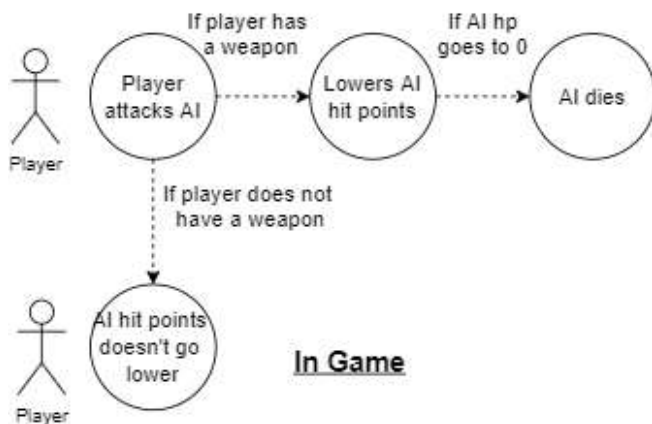 If player has
a weapon
If AI hp
goes to 0
Player
attacks AI
Lowers AI
hit points
AI dies
Player
If player does not
have a weapon
AI hit points
doesn't go
lower
In Game
Player